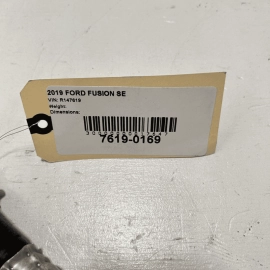 2019 FORD FUSION SE
VIN: R147619
Weight:
Dimensions:
7619-0169